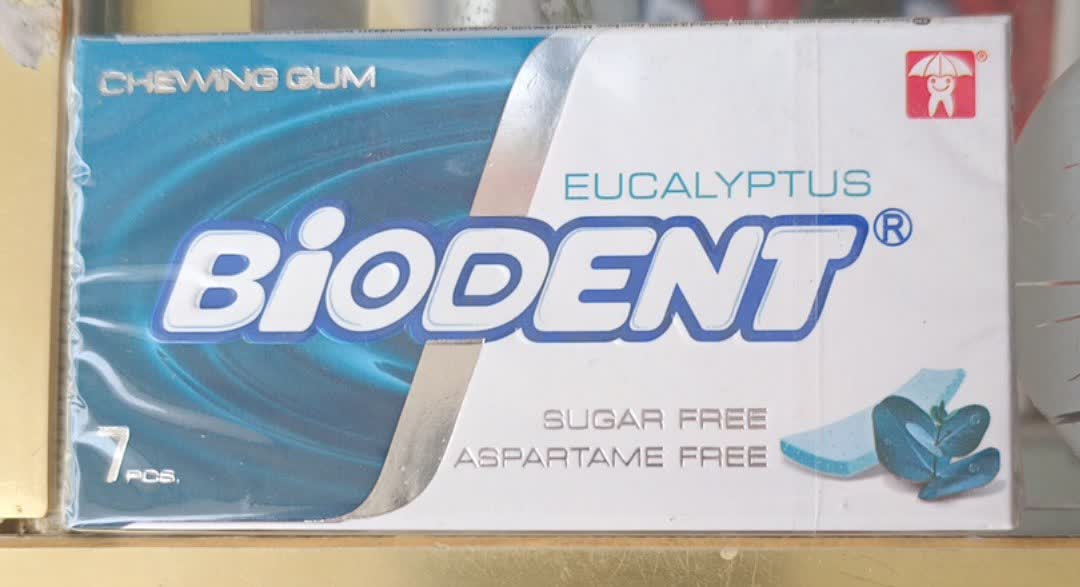 CHEWING GUM
EUCALYPTUS
BiODENT®
SUGAR FREE
ASPARTAME FREE
7 PCS.